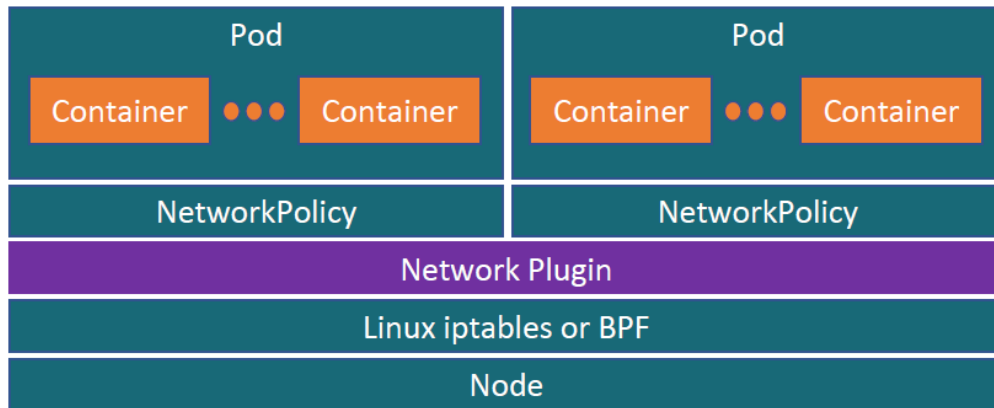 Pod
Pod
Container
Container
Container
Container
NetworkPolicy
NetworkPolicy
Network Plugin
Linux iptables or BPF
Node